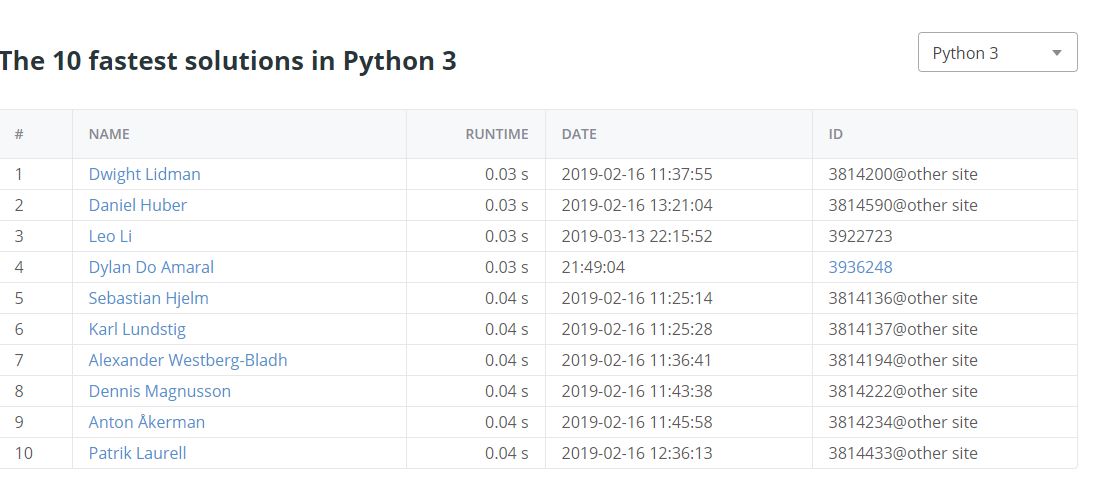 The 10 fastest solutions in Python 3
Python 3
# NAME RUNTIME DATE ID
1 Dwight Lidman 0.03 s 2019-02-16 11:37:55 3814200@other site
2 Daniel Huber 0.03 s 2019-02-16 13:21:04 3814590@other site
3 Leo Li 0.03 s 2019-03-13 22:15:52 3922723
4 Dylan Do Amaral 0.03 s 21:49:04 3936248
5 Sebastian Hjelm 0.04 s 2019-02-16 11:25:14 3814136@other site
6 Karl Lundstig 0.04 s 2019-02-16 11:25:28 3814137@other site
7 Alexander Westberg-Bladh 0.04 s 2019-02-16 11:36:41 3814194@other site
8 Dennis Magnusson 0.04 s 2019-02-16 11:43:38 3814222@other site
9 Anton Åkerman 0.04 s 2019-02-16 11:45:58 3814234@other site
10 Patrik Laurell 0.04 s 2019-02-16 12:36:13 3814433@other site